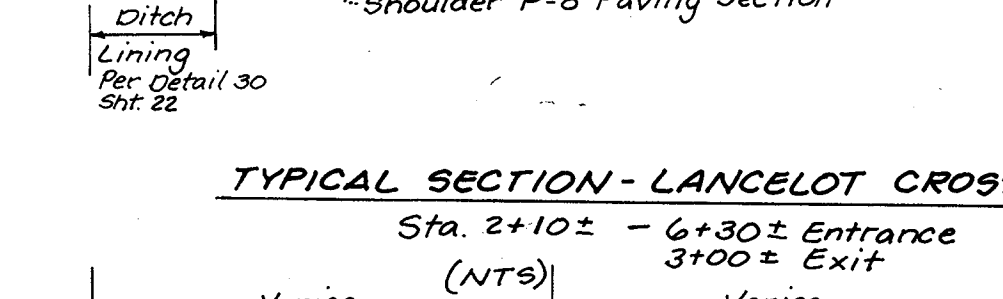 Ditch
Shoulder P-8 Paving Section
Lining
Per Detail 30
Sht. 22
TYPICAL SECTION - LANCELOT CROS
Sta. 2+10± - 6+30± Entrance
3+00± Exit
(NTS)
Varies Varies